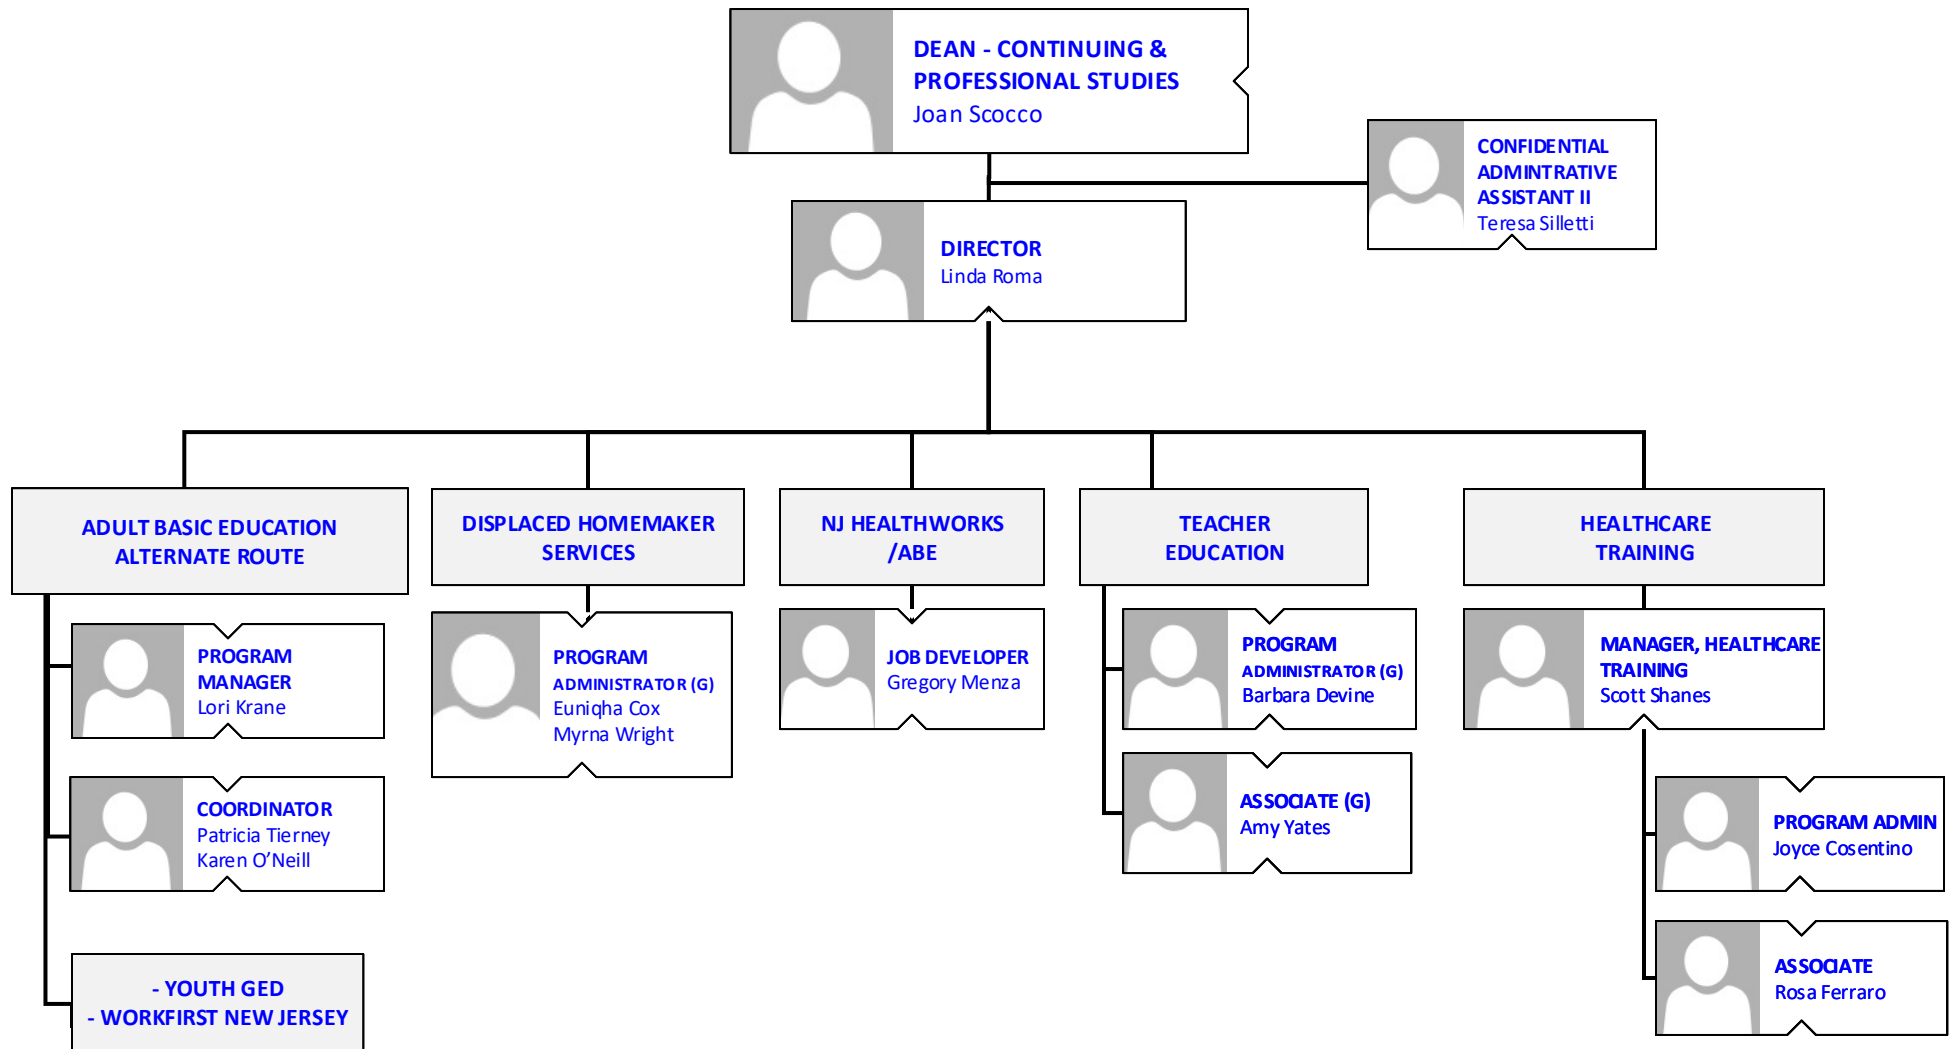 DEAN - CONTINUING &
PROFESSIONAL STUDIES
Joan Scocco
CONFIDENTIAL
ADMINTRATIVE
ASSISTANT II
Teresa Silletti
DIRECTOR
Linda Roma
ADULT BASIC EDUCATION
ALTERNATE ROUTE
DISPLACED HOMEMAKER
SERVICES
NJ HEALTHWORKS
/ABE
TEACHER
EDUCATION
HEALTHCARE
TRAINING
PROGRAM
MANAGER
Lori Krane
PROGRAM
ADMINISTRATOR (G)
Euniqha Cox
Myrna Wright
JOB DEVELOPER
Gregory Menza
PROGRAM
ADMINISTRATOR (G)
Barbara Devine
MANAGER, HEALTHCARE
TRAINING
Scott Shanes
COORDINATOR
Patricia Tierney
Karen O’Neill
ASSOCIATE (G)
Amy Yates
PROGRAM ADMIN
Joyce Cosentino
ASSOCIATE
Rosa Ferraro
- YOUTH GED
- WORKFIRST NEW JERSEY